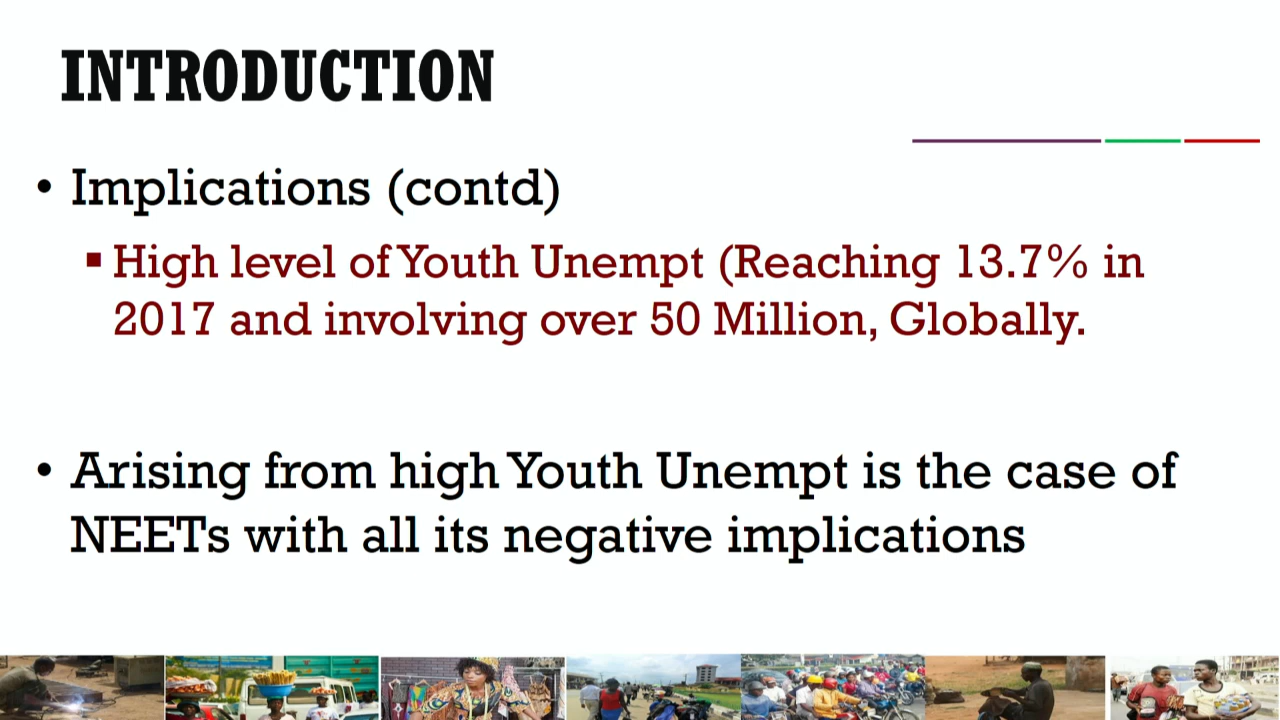 INTRODUCTION
• Implications (contd)
▪ High level of Youth Unempt (Reaching 13.7% in
2017 and involving over 50 Million, Globally.
• Arising from high Youth Unempt is the case of
NEETs with all its negative implications